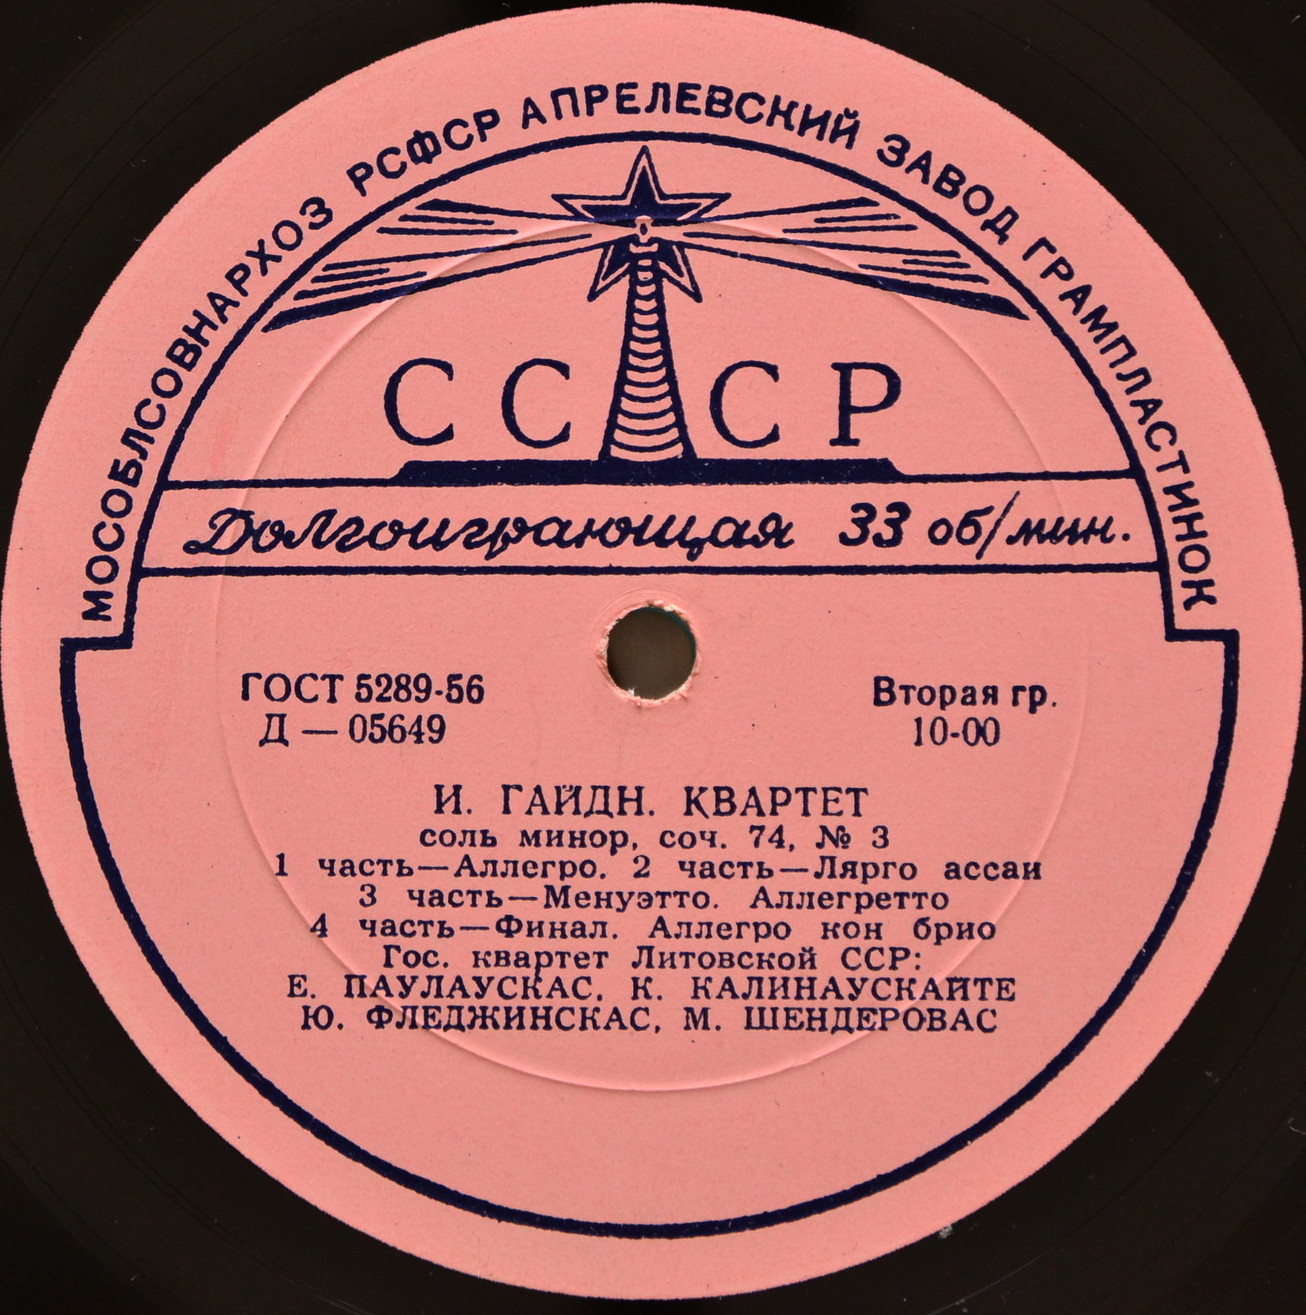 МОСОБЛСОВНАРХОЗ РСФСР АПРЕЛЕВСКИЙ ЗАВОД ГРАМПЛАСТИНОК
СССР
Долгоиграющая 33 об/мин.
ГОСТ 5289-56
Д — 05649
Вторая гр.
10-00
И. ГАЙДН. КВАРТЕТ
соль минор, соч. 74, № 3
1 часть—Аллегро. 2 часть—Лярго ассаи
3 часть—Менуэтто. Аллегретто
4 часть—Финал. Аллегро кон брио
Гос. квартет Литовской ССР:
Е. ПАУЛАУСКАС, К. КАЛИНАУСКАЙТЕ
Ю. ФЛЕДЖИНСКАС, М. ШЕНДЕРОВАС